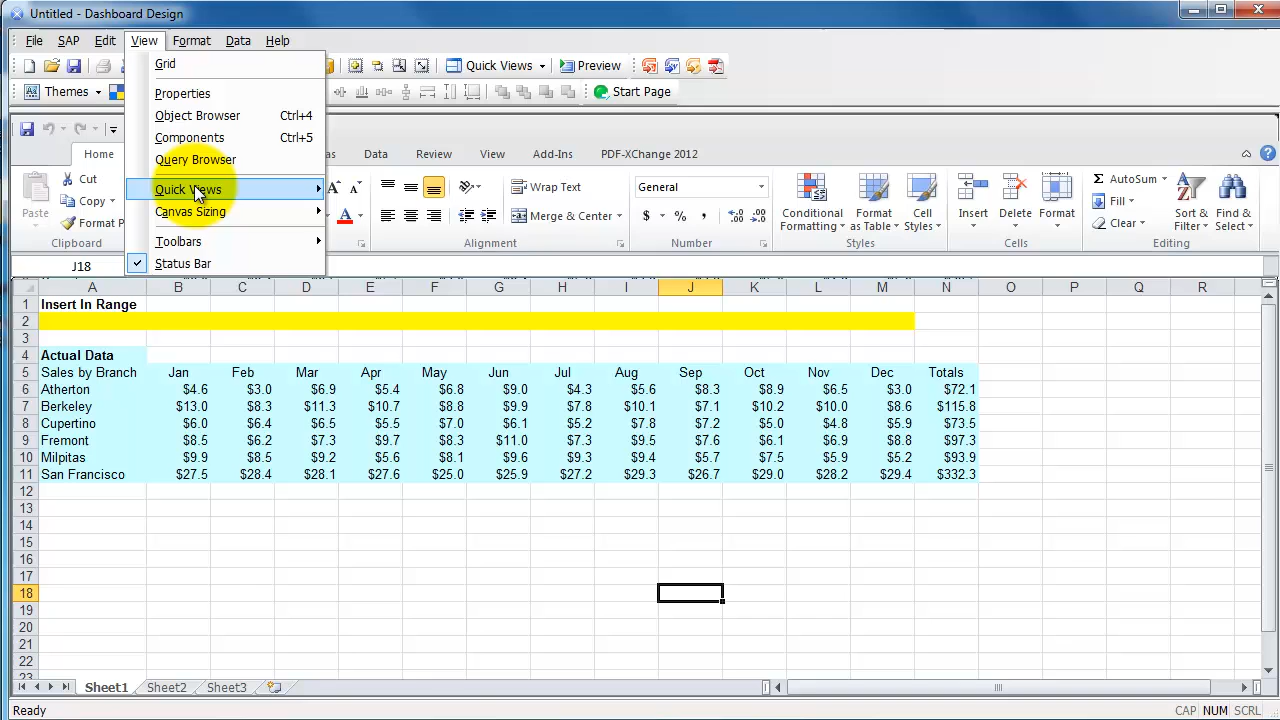 Untitled - Dashboard Design
File SAP Edit View Format Data Help
Grid
Quick Views Preview
Properties
Themes Start Page
Object Browser Ctrl+4
Components Ctrl+5
Query Browser
Quick Views
Canvas Sizing
Toolbars
Status Bar
Home Data Review View Add-Ins PDF-XChange 2012
Cut
Copy
Format P
Paste
Clipboard
Wrap Text
Merge & Center
Alignment
General
$ % ,
Number
Conditional Formatting
Format as Table
Cell Styles
Styles
Insert Delete Format
Cells
AutoSum
Fill
Clear
Sort & Filter
Find & Select
Editing
J18
A B C D E F G H I J K L M N O P Q R
1 Insert In Range
2
3
4 Actual Data
5 Sales by Branch Jan Feb Mar Apr May Jun Jul Aug Sep Oct Nov Dec Totals
6 Atherton $4.6 $3.0 $6.9 $5.4 $6.8 $9.0 $4.3 $5.6 $8.3 $8.9 $6.5 $3.0 $72.1
7 Berkeley $13.0 $8.3 $11.3 $10.7 $8.8 $9.9 $7.8 $10.1 $7.1 $10.2 $10.0 $8.6 $115.8
8 Cupertino $6.0 $6.4 $6.5 $5.5 $7.0 $6.1 $5.2 $7.8 $7.2 $5.0 $4.8 $5.9 $73.5
9 Fremont $8.5 $6.2 $7.3 $9.7 $8.3 $11.0 $7.3 $9.5 $7.6 $6.1 $6.9 $8.8 $97.3
10 Milpitas $9.9 $8.5 $9.2 $5.6 $8.1 $9.6 $9.3 $9.4 $5.7 $7.5 $5.9 $5.2 $93.9
11 San Francisco $27.5 $28.4 $28.1 $27.6 $25.0 $25.9 $27.2 $29.3 $26.7 $29.0 $28.2 $29.4 $332.3
12
13
14
15
16
17
18
19
20
21
22
23
Sheet1 Sheet2 Sheet3
Ready CAP NUM SCRL